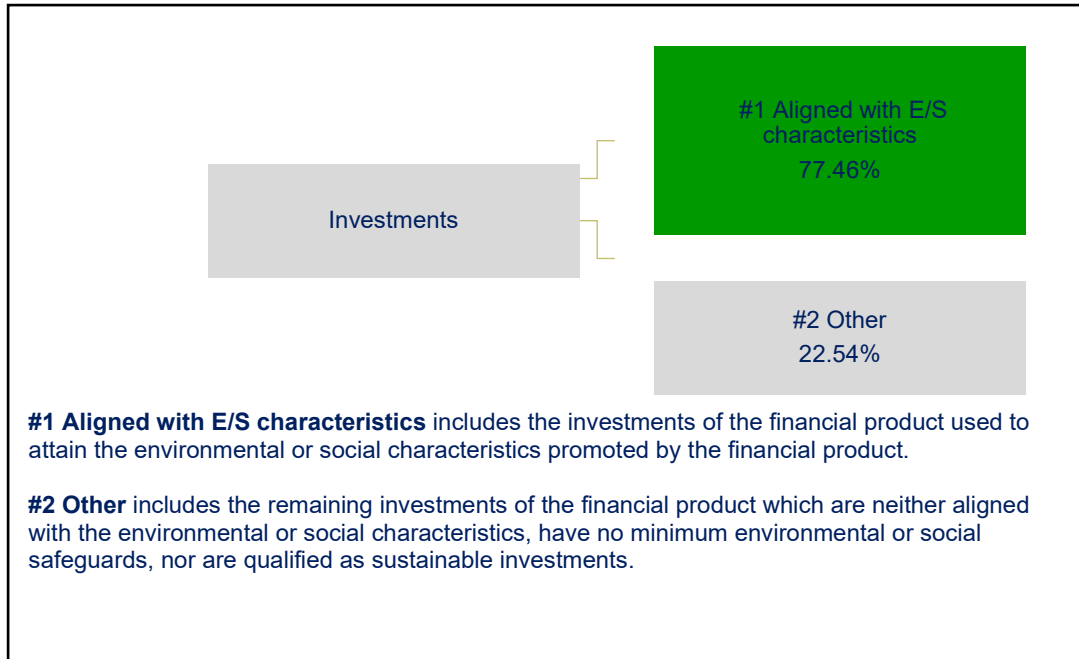 #1 Aligned with E/S
characteristics
77.46%
Investments
#2 Other
22.54%
#1 Aligned with E/S characteristics includes the investments of the financial product used to
attain the environmental or social characteristics promoted by the financial product.
#2 Other includes the remaining investments of the financial product which are neither aligned
with the environmental or social characteristics, have no minimum environmental or social
safeguards, nor are qualified as sustainable investments.